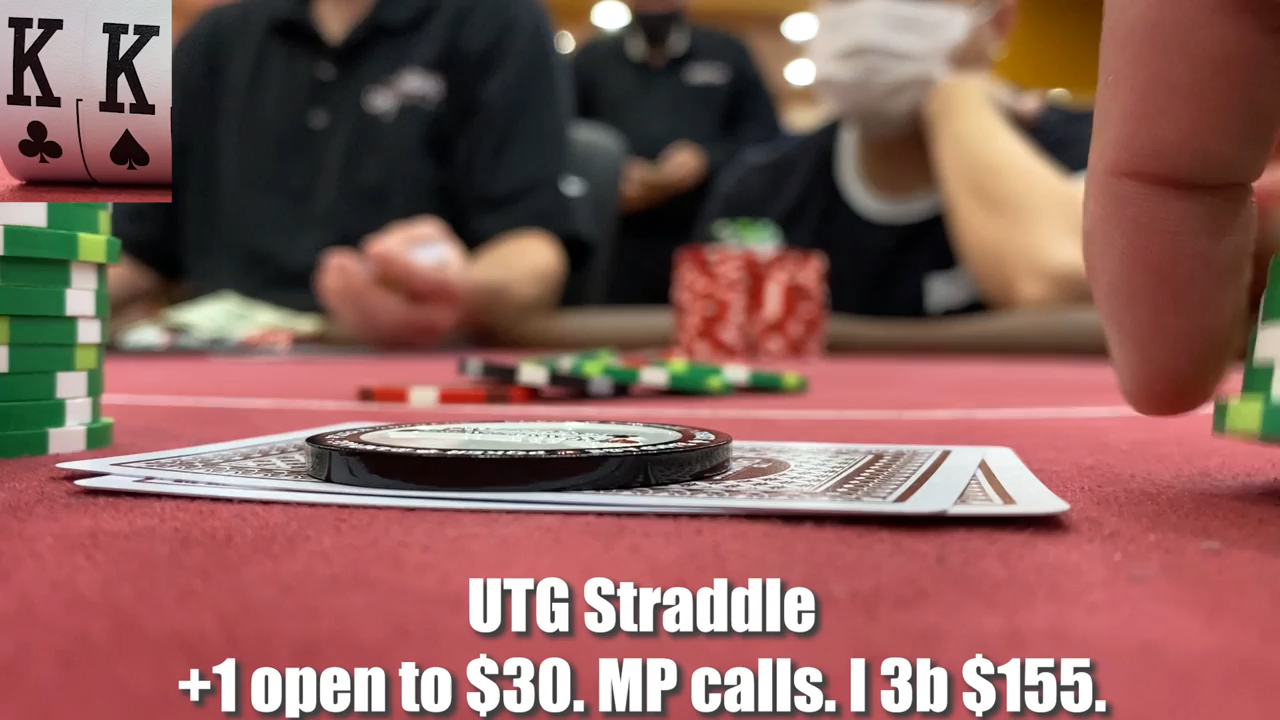 K K
UTG Straddle
+1 open to $30. MP calls. I 3b $155.